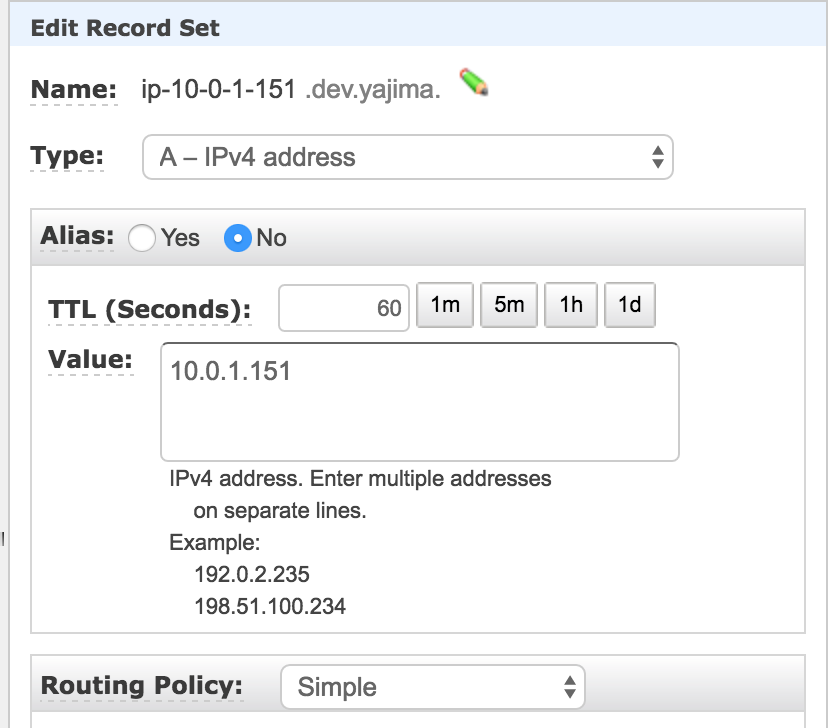 Edit Record Set
Name: ip-10-0-1-151 .dev.yajima.
Type: A – IPv4 address
Alias: Yes No
TTL (Seconds): 60 1m 5m 1h 1d
Value: 10.0.1.151
IPv4 address. Enter multiple addresses
on separate lines.
Example:
192.0.2.235
198.51.100.234
Routing Policy: Simple